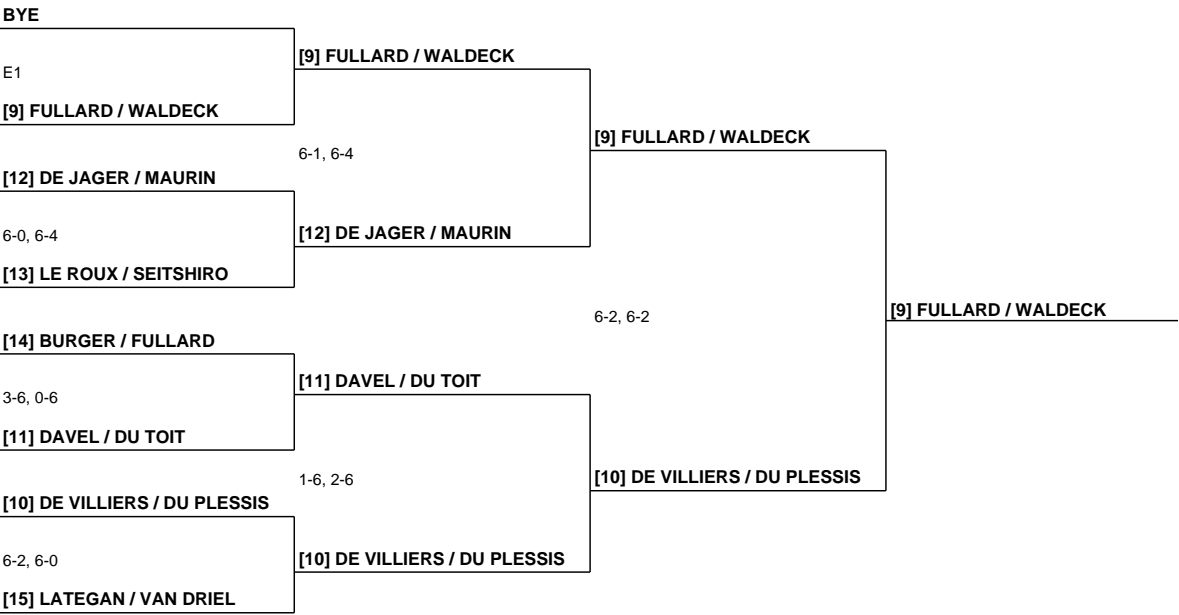 BYE
E1
[9] FULLARD / WALDECK
[12] DE JAGER / MAURIN
6-0, 6-4
[13] LE ROUX / SEITSHIRO
[14] BURGER / FULLARD
3-6, 0-6
[11] DAVEL / DU TOIT
[10] DE VILLIERS / DU PLESSIS
6-2, 6-0
[15] LATEGAN / VAN DRIEL
[9] FULLARD / WALDECK
6-1, 6-4
[12] DE JAGER / MAURIN
[11] DAVEL / DU TOIT
1-6, 2-6
[10] DE VILLIERS / DU PLESSIS
[9] FULLARD / WALDECK
6-2, 6-2
[10] DE VILLIERS / DU PLESSIS
[9] FULLARD / WALDECK